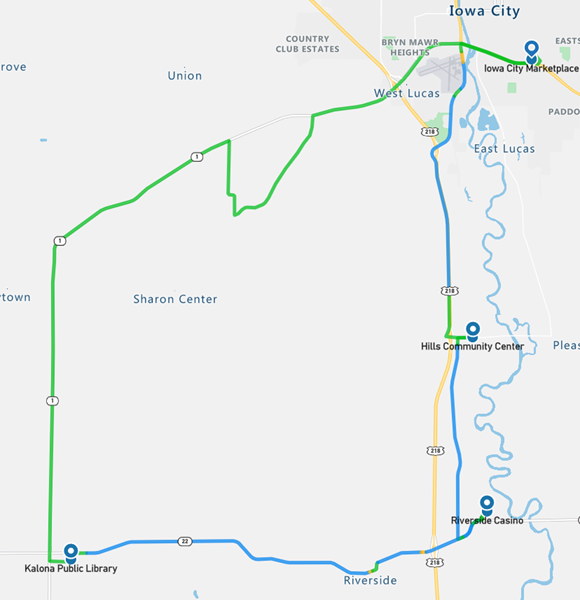 Iowa City
COUNTRY
CLUB ESTATES
BRYN MAWR
HEIGHTS
EASTS
rove
Union
Iowa City Marketplace
West Lucas
PADDO
218
East Lucas
1
1
ytown
Sharon Center
218
Hills Community Center
Pleas
1
218
Riverside Casino
22
Kalona Public Library
Riverside
218